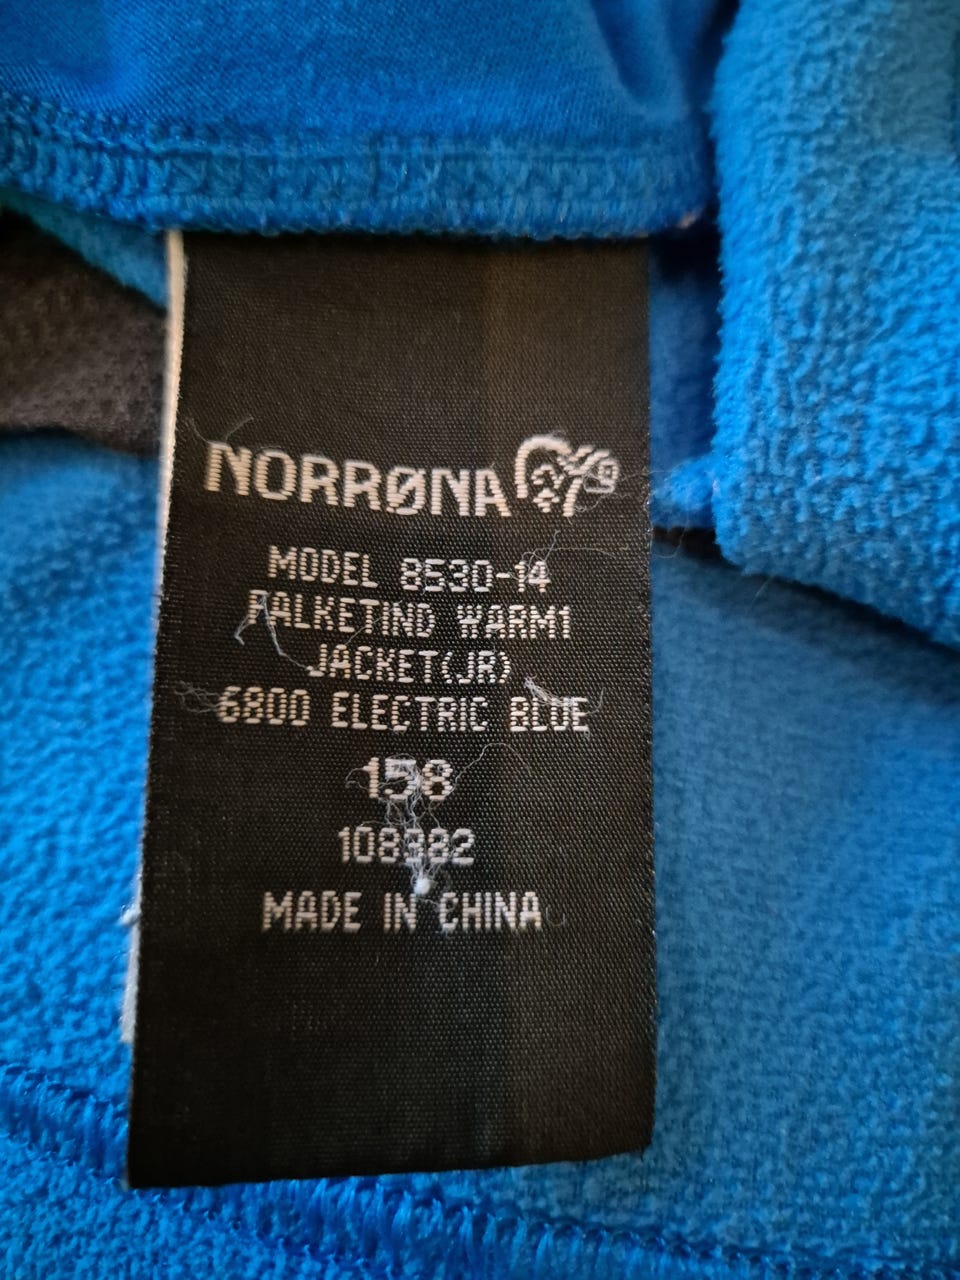 NORRØNA
MODEL 8530-14
FALKETIND WARM1
JACKET(JR)
6800 ELECTRIC BLUE
158
108382
MADE IN CHINA